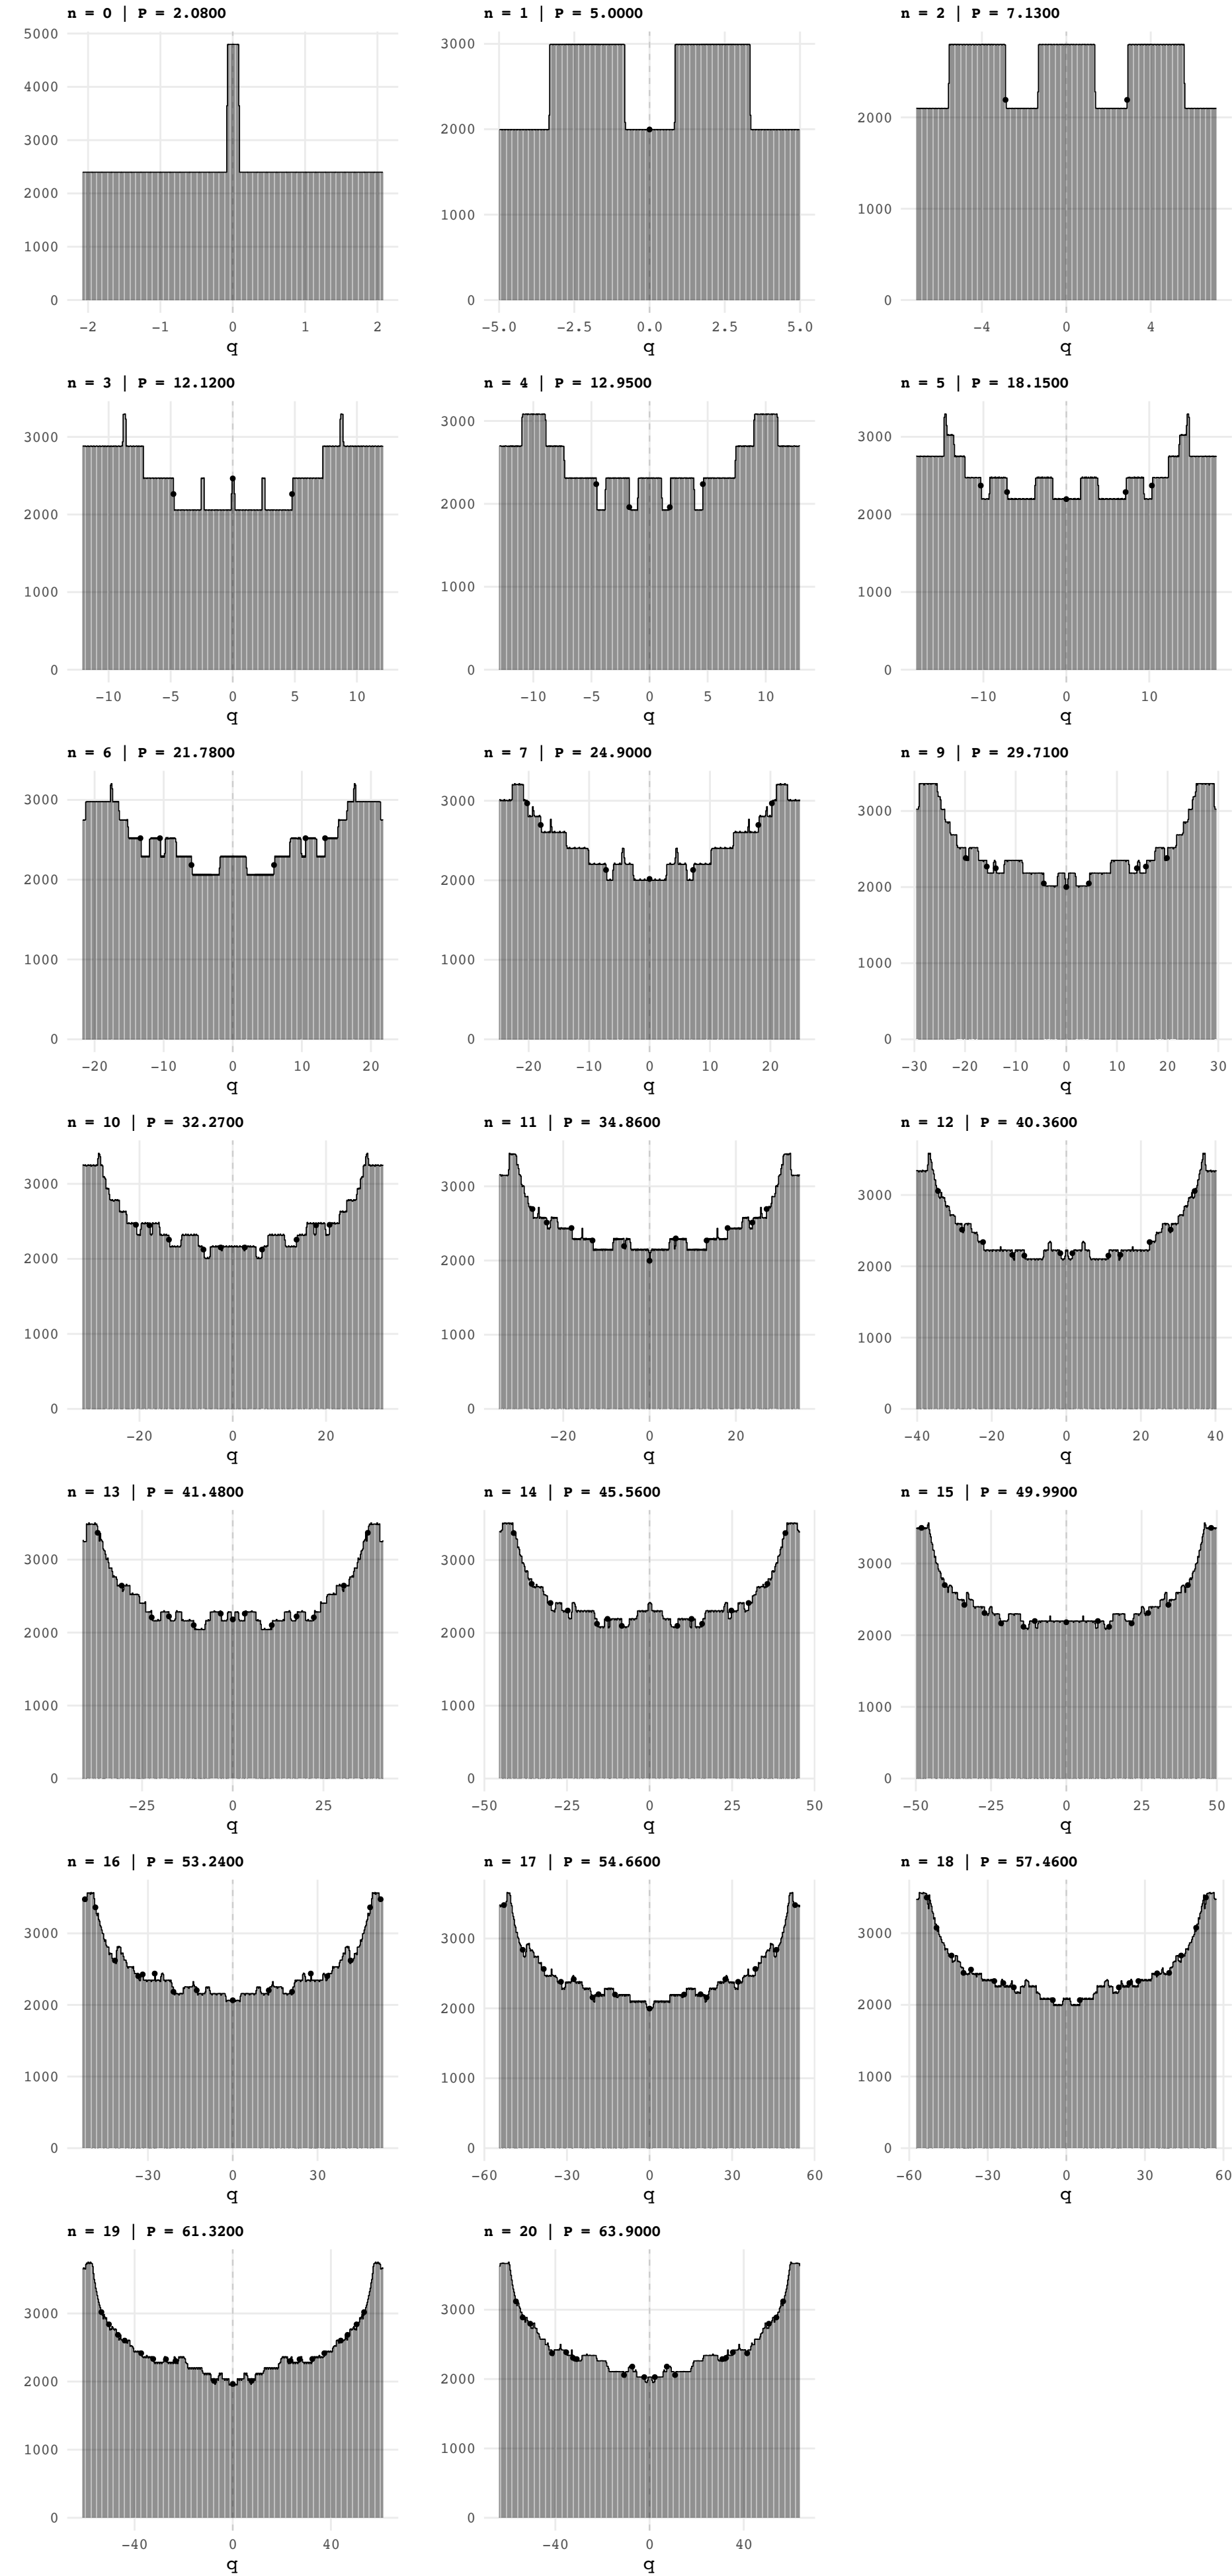 n = 0 | P = 2.0800
5000
4000
3000
2000
1000
0
−2 −1 0 1 2
q
n = 1 | P = 5.0000
3000
2000
1000
0
−5.0 −2.5 0.0 2.5 5.0
q
n = 2 | P = 7.1300
2000
1000
0
−4 0 4
q
n = 3 | P = 12.1200
3000
2000
1000
0
−10 −5 0 5 10
q
n = 4 | P = 12.9500
3000
2000
1000
0
−10 −5 0 5 10
q
n = 5 | P = 18.1500
3000
2000
1000
0
−10 0 10
q
n = 6 | P = 21.7800
3000
2000
1000
0
−20 −10 0 10 20
q
n = 7 | P = 24.9000
3000
2000
1000
0
−20 −10 0 10 20
q
n = 9 | P = 29.7100
3000
2000
1000
0
−30 −20 −10 0 10 20 30
q
n = 10 | P = 32.2700
3000
2000
1000
0
−20 0 20
q
n = 11 | P = 34.8600
3000
2000
1000
0
−20 0 20
q
n = 12 | P = 40.3600
3000
2000
1000
0
−40 −20 0 20 40
q
n = 13 | P = 41.4800
3000
2000
1000
0
−25 0 25
q
n = 14 | P = 45.5600
3000
2000
1000
0
−50 −25 0 25 50
q
n = 15 | P = 49.9900
3000
2000
1000
0
−50 −25 0 25 50
q
n = 16 | P = 53.2400
3000
2000
1000
0
−30 0 30
q
n = 17 | P = 54.6600
3000
2000
1000
0
−60 −30 0 30 60
q
n = 18 | P = 57.4600
3000
2000
1000
0
−60 −30 0 30 60
q
n = 19 | P = 61.3200
3000
2000
1000
0
−40 0 40
q
n = 20 | P = 63.9000
3000
2000
1000
0
−40 0 40
q